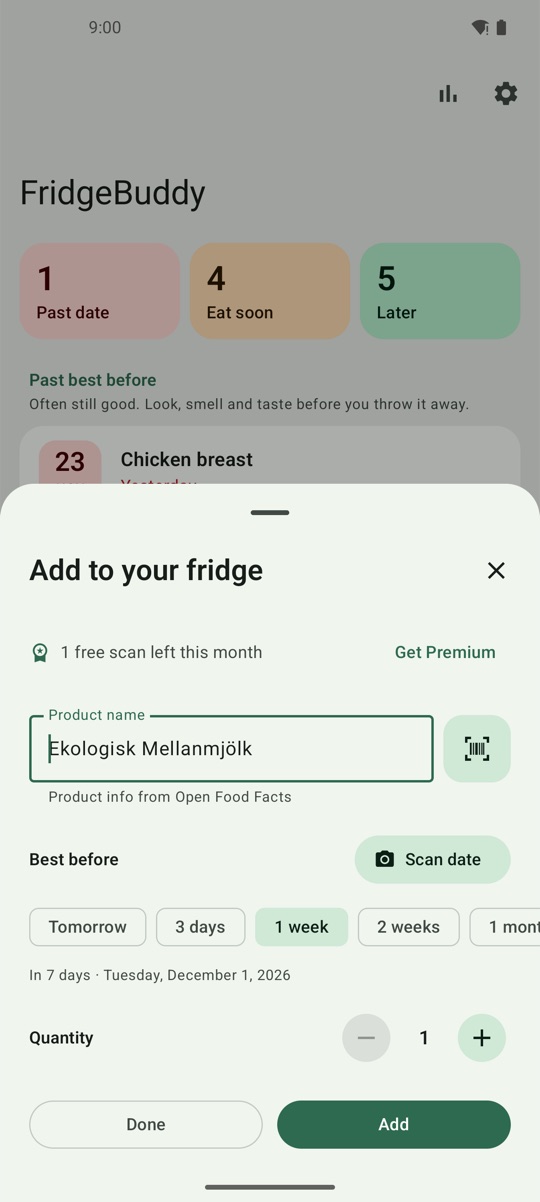 9:00
FridgeBuddy
1
Past date
4
Eat soon
5
Later
Past best before
Often still good. Look, smell and taste before you throw it away.
23
Chicken breast
Yesterday
Add to your fridge
1 free scan left this month
Get Premium
Product name
Ekologisk Mellanmjölk
Product info from Open Food Facts
Best before
Scan date
Tomorrow
3 days
1 week
2 weeks
1 mont
In 7 days · Tuesday, December 1, 2026
Quantity
1
Done
Add